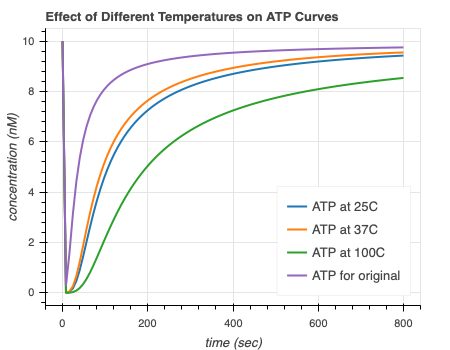 Effect of Different Temperatures on ATP Curves
concentration (nM)
10
8
6
4
2
0
ATP at 25C
ATP at 37C
ATP at 100C
ATP for original
0 200 400 600 800
time (sec)